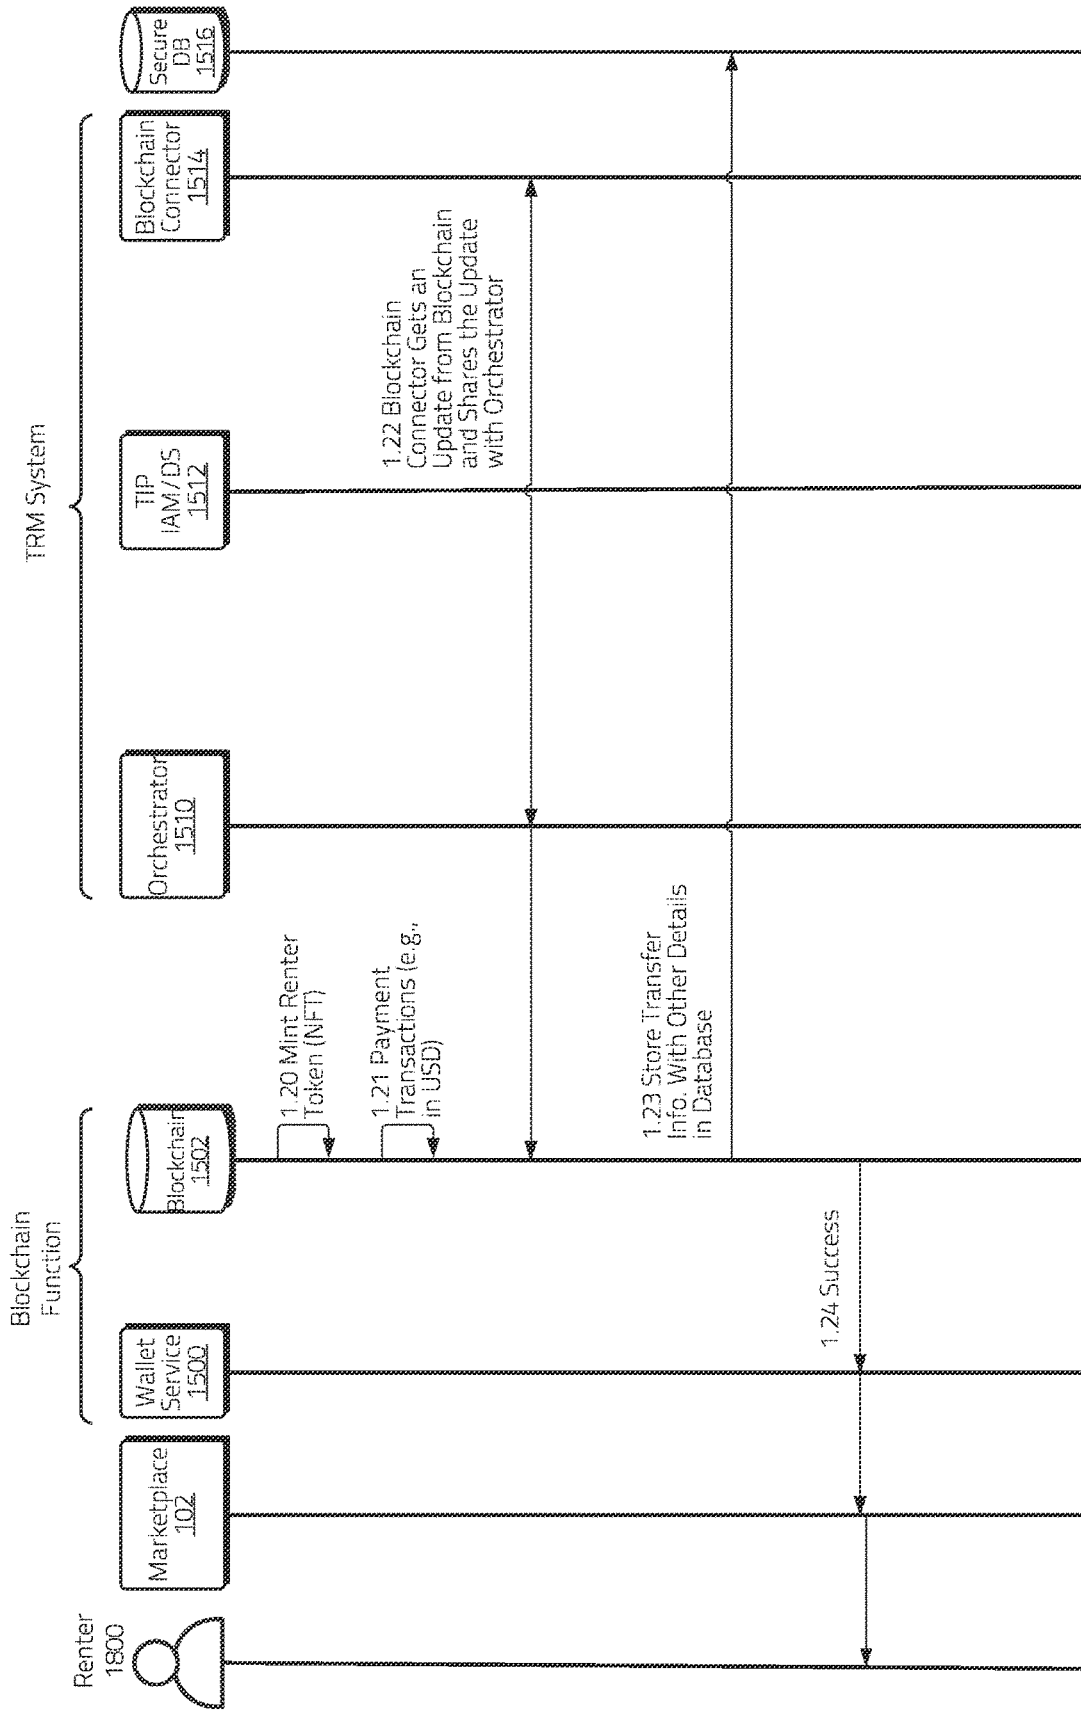 Renter
1800
Marketplace
102
Blockchain
Function
Wallet
Service
1500
Blockchain
1502
TRM System
Orchestrator
1510
TIP
IAM/DS
1512
Blockchain
Connector
1514
Secure
DB
1516
1.20 Mint Renter
Token (NFT)
1.21 Payment
Transactions (e.g.,
in USD)
1.22 Blockchain
Connector Gets an
Update from Blockchain
and Shares the Update
with Orchestrator
1.23 Store Transfer
Info. With Other Details
in Database
1.24 Success